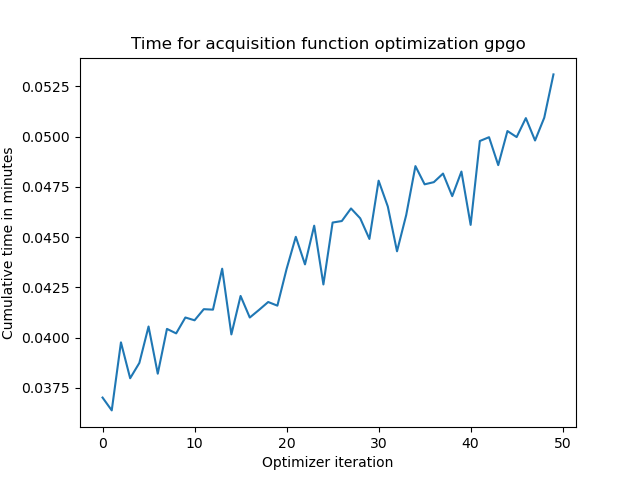 Time for acquisition function optimization gpgo
Cumulative time in minutes
0.0525
0.0500
0.0475
0.0450
0.0425
0.0400
0.0375
0 10 20 30 40 50
Optimizer iteration